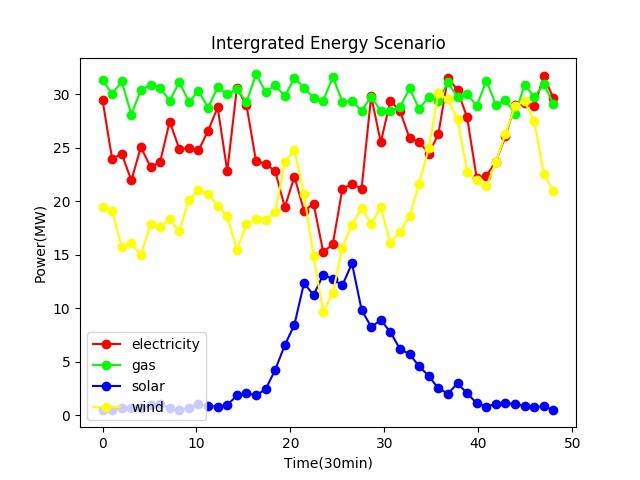 Intergrated Energy Scenario
Power(MW)
30
25
20
15
10
5
0
electricity
gas
solar
wind
0 10 20 30 40 50
Time(30min)